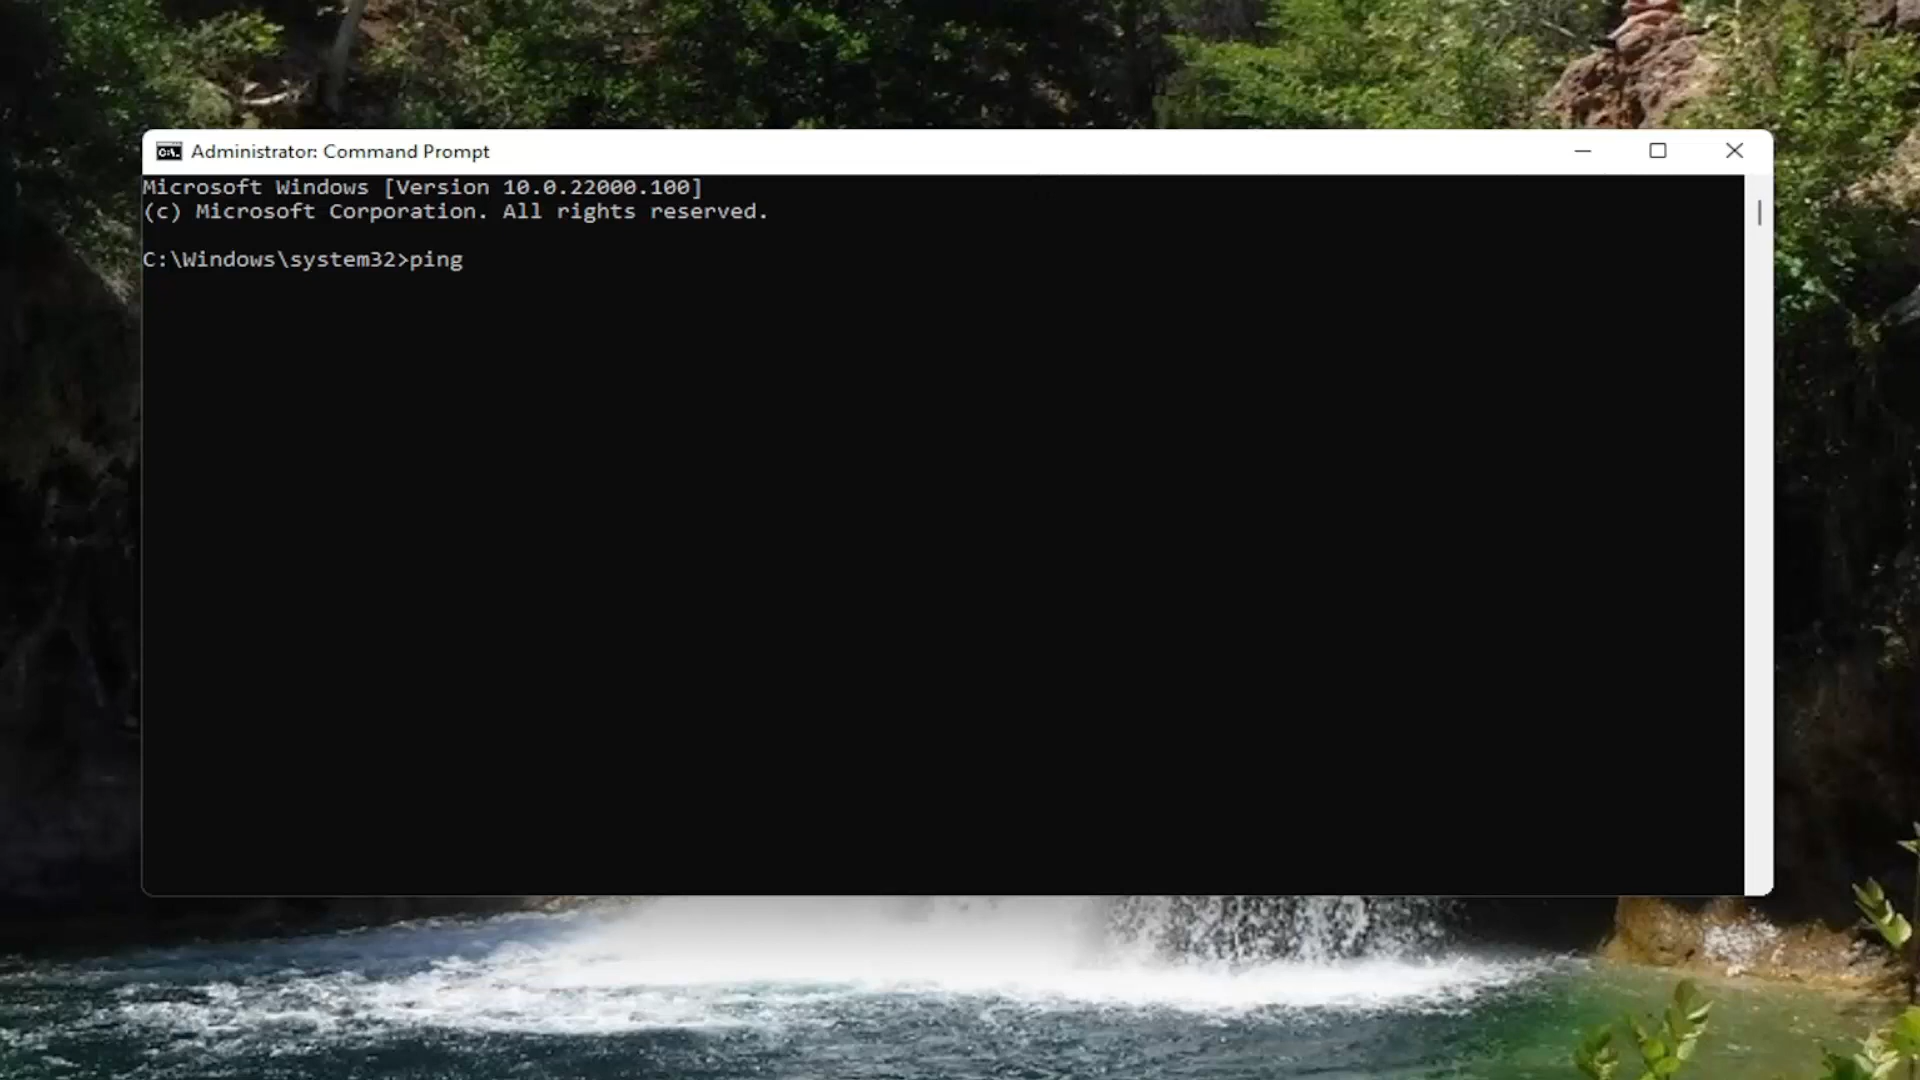 Administrator: Command Prompt
Microsoft Windows [Version 10.0.22000.100]
(c) Microsoft Corporation. All rights reserved.
C:\Windows\system32>ping